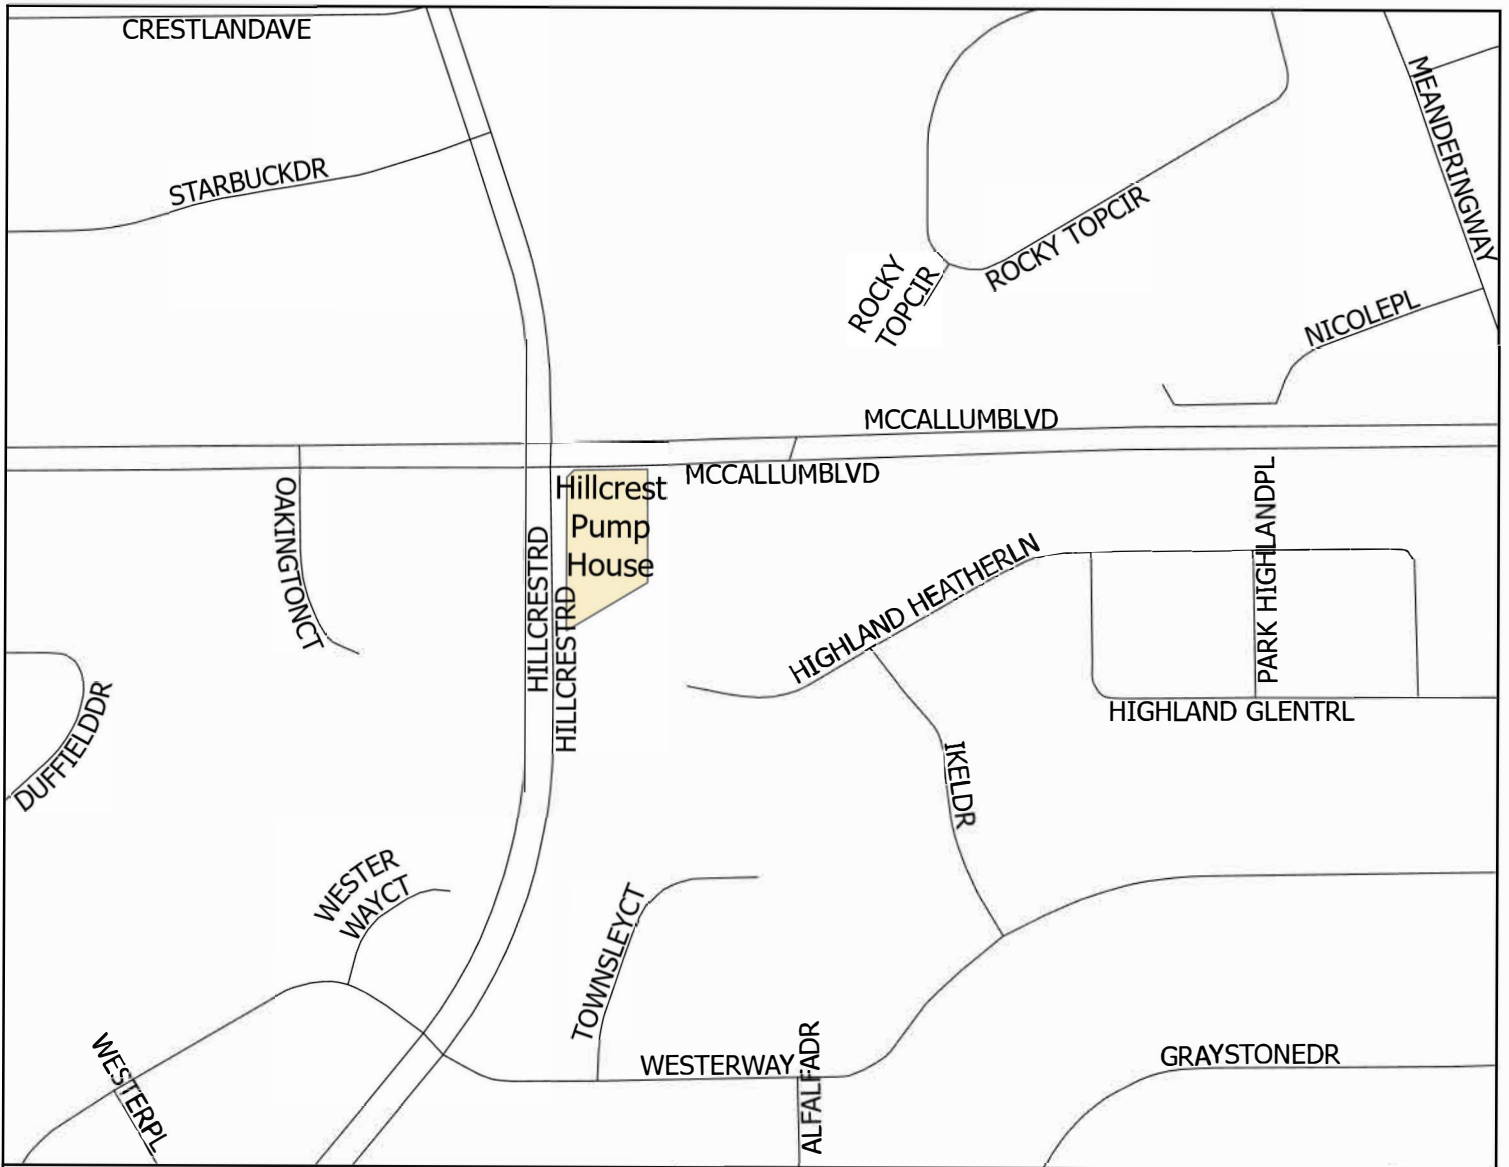 CRESTLANDAVE
STARBUCKDR
MEANDERINGWAY
ROCKY TOPCIR
ROCKY
TOPCIR
NICOLEPL
MCCALLUMBLVD
MCCALLUMBLVD
Hillcrest
Pump
House
OAKINGTONCT
HILLCRESTRD
HILLCRESTRD
HIGHLAND HEATHERLN
PARK HIGHLANDPL
HIGHLAND GLENTRL
DUFFIELDDR
IKELDR
WESTER
WAYCT
TOWNSLEYCT
WESTERPL
WESTERWAY
ALFALFADR
GRAYSTONEDR